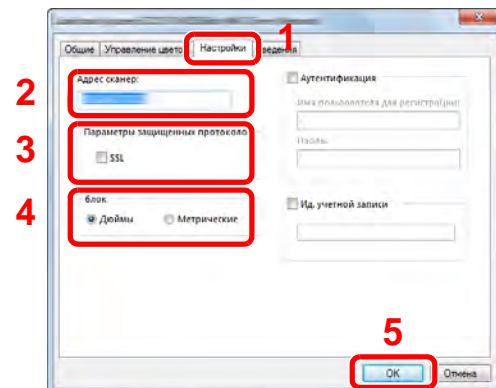 1
Общие Управление цвето Настройки ведения
2
Адрес сканер:
Аутентификация
Имя пользователя для регистрации:
3
Параметры защищенных протоколо
Пароль:
SSL
4
блок
Дюймы Метрические
Ид. учетной записи
5
OK Отмена